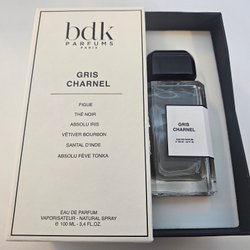 bdk
PARFUMS
PARIS
GRIS
CHARNEL
FIGUE
THÉ NOIR
ABSOLU IRIS
VÉTIVER BOURBON
SANTAL D'INDE
ABSOLU FÈVE TONKA
EAU DE PARFUM
VAPORISATEUR - NATURAL SPRAY
℮ 100 ML - 3,4 FL.OZ.
GRIS
CHARNEL